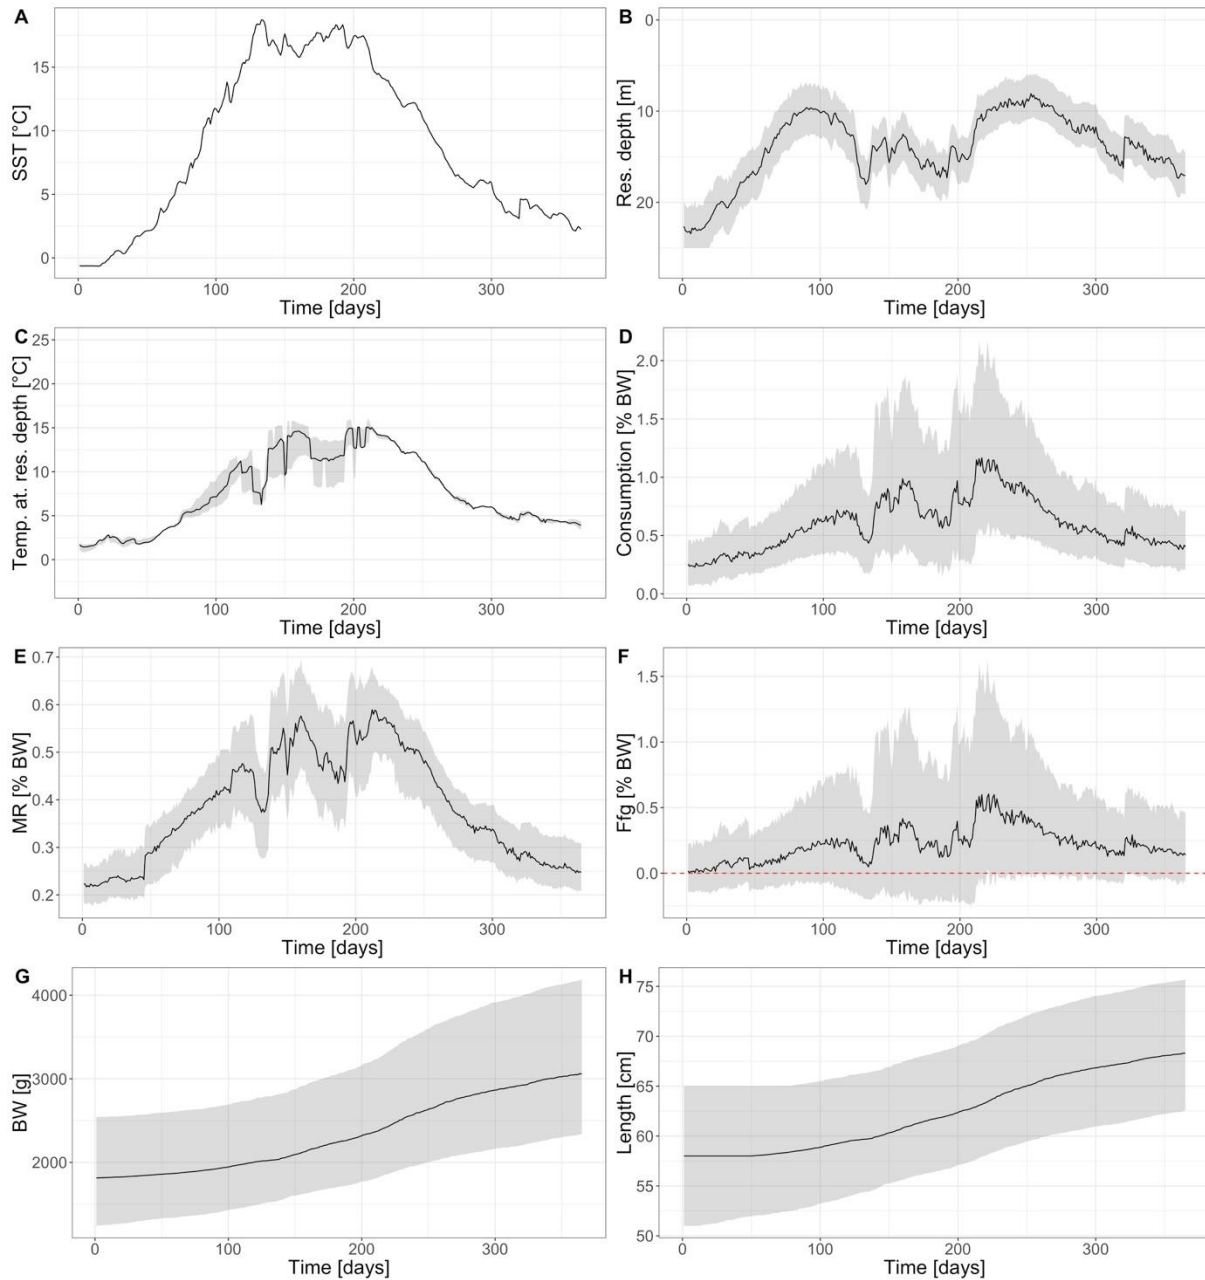 A
SST [°C]
15
10
5
0
0 100 200 300
Time [days]
B
Res. depth [m]
0
10
20
0 100 200 300
Time [days]
C
Temp. at. res. depth [°C]
25
20
15
10
5
0
0 100 200 300
Time [days]
D
Consumption [% BW]
2.0
1.5
1.0
0.5
0.0
0 100 200 300
Time [days]
E
MR [% BW]
0.7
0.6
0.5
0.4
0.3
0.2
0 100 200 300
Time [days]
F
Ffg [% BW]
1.5
1.0
0.5
0.0
0 100 200 300
Time [days]
G
BW [g]
4000
3000
2000
0 100 200 300
Time [days]
H
Length [cm]
75
70
65
60
55
50
0 100 200 300
Time [days]